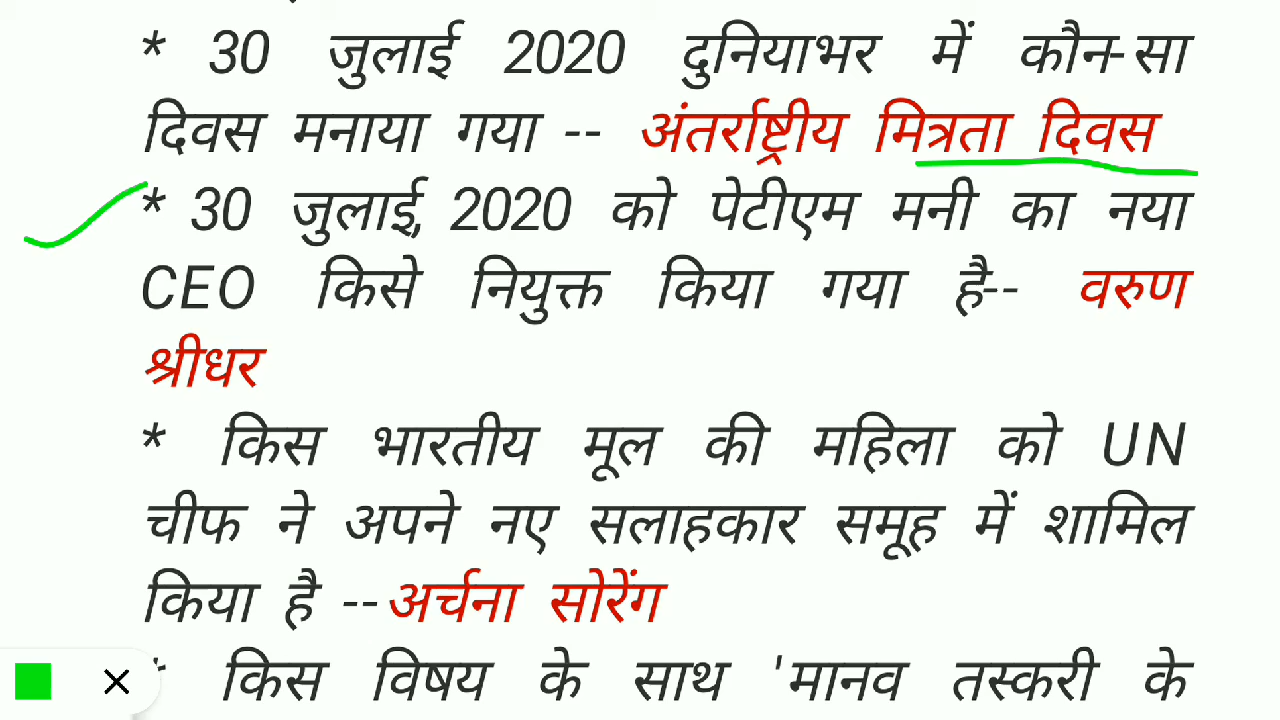 * 30 जुलाई 2020 दुनियाभर में कौन-सा
दिवस मनाया गया -- अंतर्राष्ट्रीय मित्रता दिवस
* 30 जुलाई, 2020 को पेटीएम मनी का नया
CEO किसे नियुक्त किया गया है-- वरुण
श्रीधर
* किस भारतीय मूल की महिला को UN
चीफ ने अपने नए सलाहकार समूह में शामिल
किया है --अर्चना सोरेंग
* किस विषय के साथ 'मानव तस्करी के